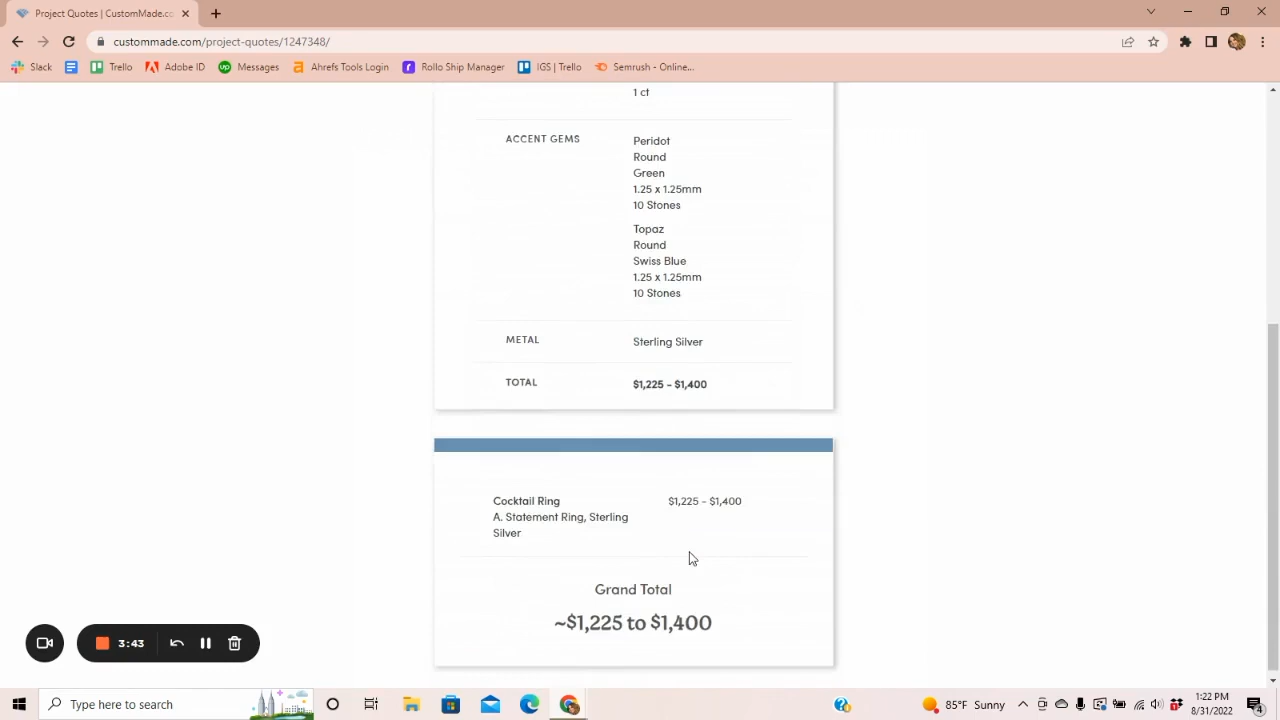 Project Quotes | CustomMade.co
custommade.com/project-quotes/1247348/
Slack
Trello
Adobe ID
Messages
Ahrefs Tools Login
Rollo Ship Manager
IGS | Trello
Semrush - Online...
1 ct
ACCENT GEMS
Peridot
Round
Green
1.25 x 1.25mm
10 Stones
Topaz
Round
Swiss Blue
1.25 x 1.25mm
10 Stones
METAL Sterling Silver
TOTAL $1,225 - $1,400
Cocktail Ring $1,225 - $1,400
A. Statement Ring, Sterling
Silver
Grand Total
~$1,225 to $1,400
3:43
Type here to search
85°F Sunny
1:22 PM
8/31/2022
4